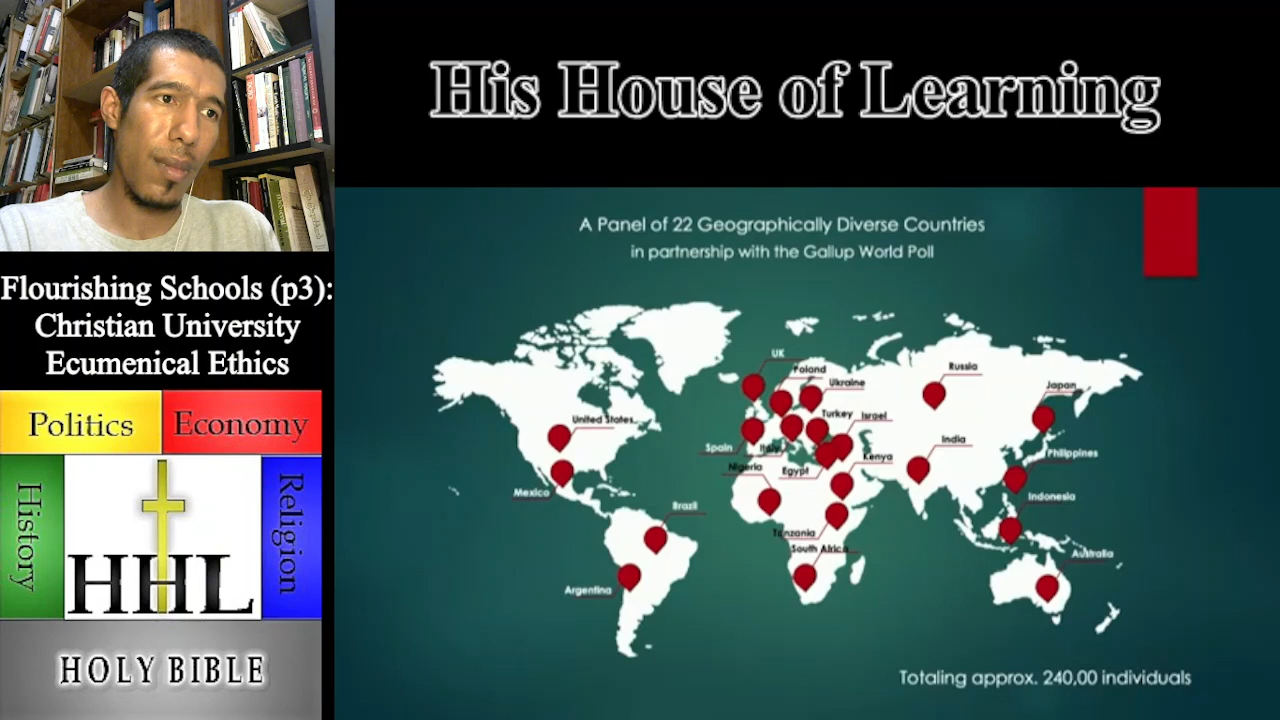 His House of Learning
Flourishing Schools (p3):
Christian University
Ecumenical Ethics
Politics
Economy
History
Religion
HHL
HOLY BIBLE
A Panel of 22 Geographically Diverse Countries
in partnership with the Gallup World Poll
UK
Poland
Ukraine
Russia
Japan
United States
Turkey
Israel
Spain
Italy
India
Philippines
Nigeria
Egypt
Kenya
Mexico
Indonesia
Brazil
Tanzania
South Africa
Australia
Argentina
Totaling approx. 240,00 individuals